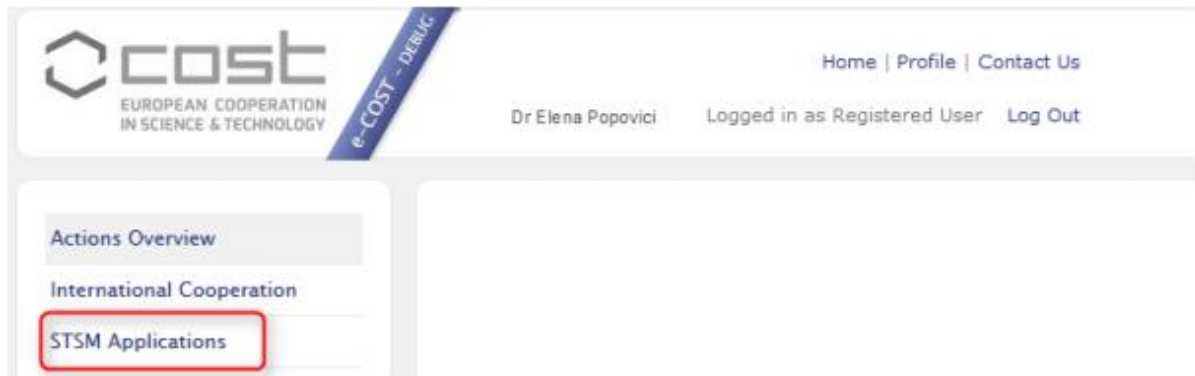 cost
EUROPEAN COOPERATION
IN SCIENCE & TECHNOLOGY
e-COST - DEBUG
Home | Profile | Contact Us
Dr Elena Popovici Logged in as Registered User Log Out
Actions Overview
International Cooperation
STSM Applications